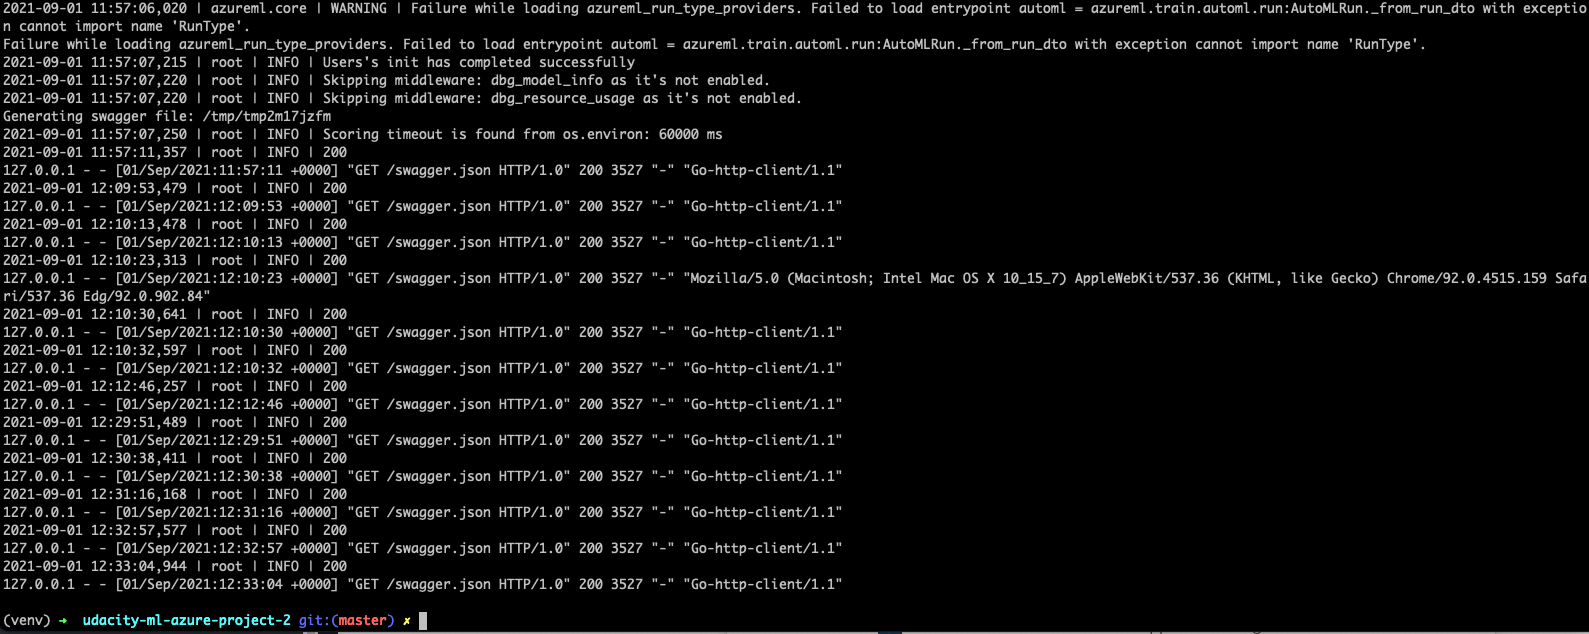 2021-09-01 11:57:06,020 | azureml.core | WARNING | Failure while loading azureml_run_type_providers. Failed to load entrypoint automl = azureml.train.automl.run:AutoMLRun._from_run_dto with exceptio
n cannot import name 'RunType'.
Failure while loading azureml_run_type_providers. Failed to load entrypoint automl = azureml.train.automl.run:AutoMLRun._from_run_dto with exception cannot import name 'RunType'.
2021-09-01 11:57:07,215 | root | INFO | Users's init has completed successfully
2021-09-01 11:57:07,220 | root | INFO | Skipping middleware: dbg_model_info as it's not enabled.
2021-09-01 11:57:07,220 | root | INFO | Skipping middleware: dbg_resource_usage as it's not enabled.
Generating swagger file: /tmp/tmp2m17jzfm
2021-09-01 11:57:07,250 | root | INFO | Scoring timeout is found from os.environ: 60000 ms
2021-09-01 11:57:11,357 | root | INFO | 200
127.0.0.1 - - [01/Sep/2021:11:57:11 +0000] "GET /swagger.json HTTP/1.0" 200 3527 "-" "Go-http-client/1.1"
2021-09-01 12:09:53,479 | root | INFO | 200
127.0.0.1 - - [01/Sep/2021:12:09:53 +0000] "GET /swagger.json HTTP/1.0" 200 3527 "-" "Go-http-client/1.1"
2021-09-01 12:10:13,478 | root | INFO | 200
127.0.0.1 - - [01/Sep/2021:12:10:13 +0000] "GET /swagger.json HTTP/1.0" 200 3527 "-" "Go-http-client/1.1"
2021-09-01 12:10:23,313 | root | INFO | 200
127.0.0.1 - - [01/Sep/2021:12:10:23 +0000] "GET /swagger.json HTTP/1.0" 200 3527 "-" "Mozilla/5.0 (Macintosh; Intel Mac OS X 10_15_7) AppleWebKit/537.36 (KHTML, like Gecko) Chrome/92.0.4515.159 Safa
ri/537.36 Edg/92.0.902.84"
2021-09-01 12:10:30,641 | root | INFO | 200
127.0.0.1 - - [01/Sep/2021:12:10:30 +0000] "GET /swagger.json HTTP/1.0" 200 3527 "-" "Go-http-client/1.1"
2021-09-01 12:10:32,597 | root | INFO | 200
127.0.0.1 - - [01/Sep/2021:12:10:32 +0000] "GET /swagger.json HTTP/1.0" 200 3527 "-" "Go-http-client/1.1"
2021-09-01 12:12:46,257 | root | INFO | 200
127.0.0.1 - - [01/Sep/2021:12:12:46 +0000] "GET /swagger.json HTTP/1.0" 200 3527 "-" "Go-http-client/1.1"
2021-09-01 12:29:51,489 | root | INFO | 200
127.0.0.1 - - [01/Sep/2021:12:29:51 +0000] "GET /swagger.json HTTP/1.0" 200 3527 "-" "Go-http-client/1.1"
2021-09-01 12:30:38,411 | root | INFO | 200
127.0.0.1 - - [01/Sep/2021:12:30:38 +0000] "GET /swagger.json HTTP/1.0" 200 3527 "-" "Go-http-client/1.1"
2021-09-01 12:31:16,168 | root | INFO | 200
127.0.0.1 - - [01/Sep/2021:12:31:16 +0000] "GET /swagger.json HTTP/1.0" 200 3527 "-" "Go-http-client/1.1"
2021-09-01 12:32:57,577 | root | INFO | 200
127.0.0.1 - - [01/Sep/2021:12:32:57 +0000] "GET /swagger.json HTTP/1.0" 200 3527 "-" "Go-http-client/1.1"
2021-09-01 12:33:04,944 | root | INFO | 200
127.0.0.1 - - [01/Sep/2021:12:33:04 +0000] "GET /swagger.json HTTP/1.0" 200 3527 "-" "Go-http-client/1.1"
(venv) → udacity-ml-azure-project-2 git:(master) ✗